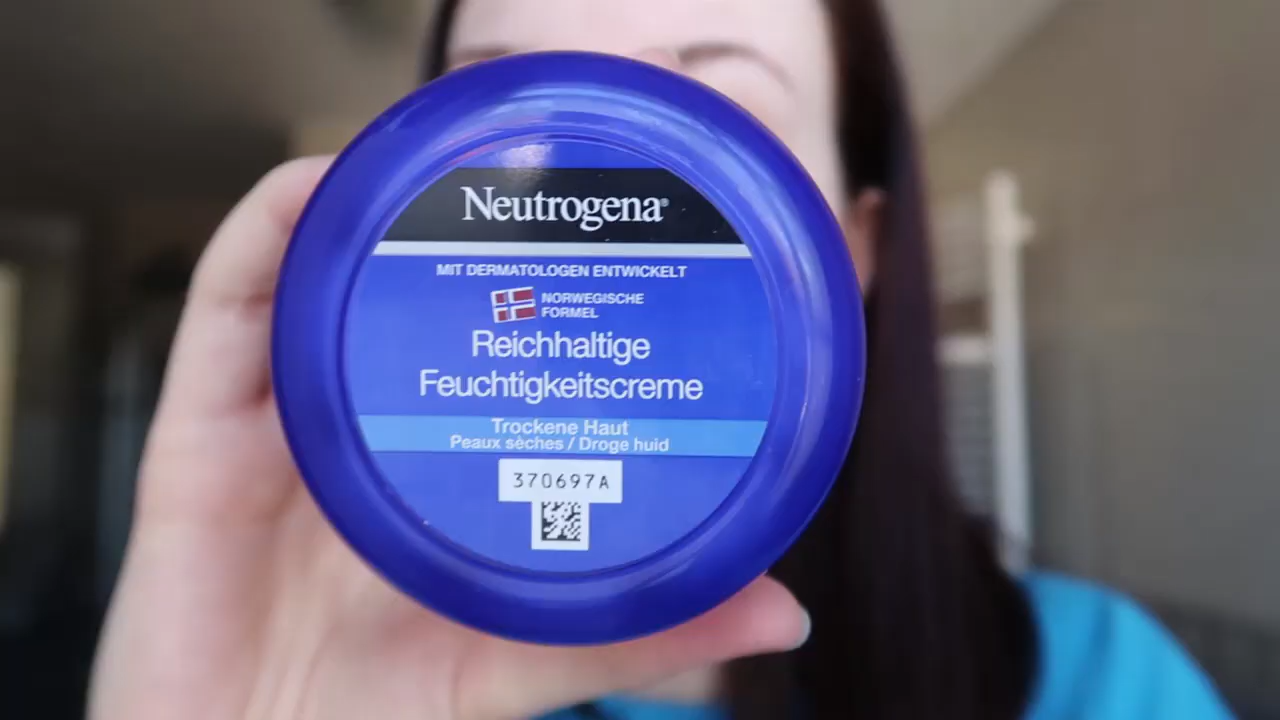 Neutrogena®
MIT DERMATOLOGEN ENTWICKELT
NORWEGISCHE
FORMEL
Reichhaltige
Feuchtigkeitscreme
Trockene Haut
Peaux sèches / Droge huid
370697A